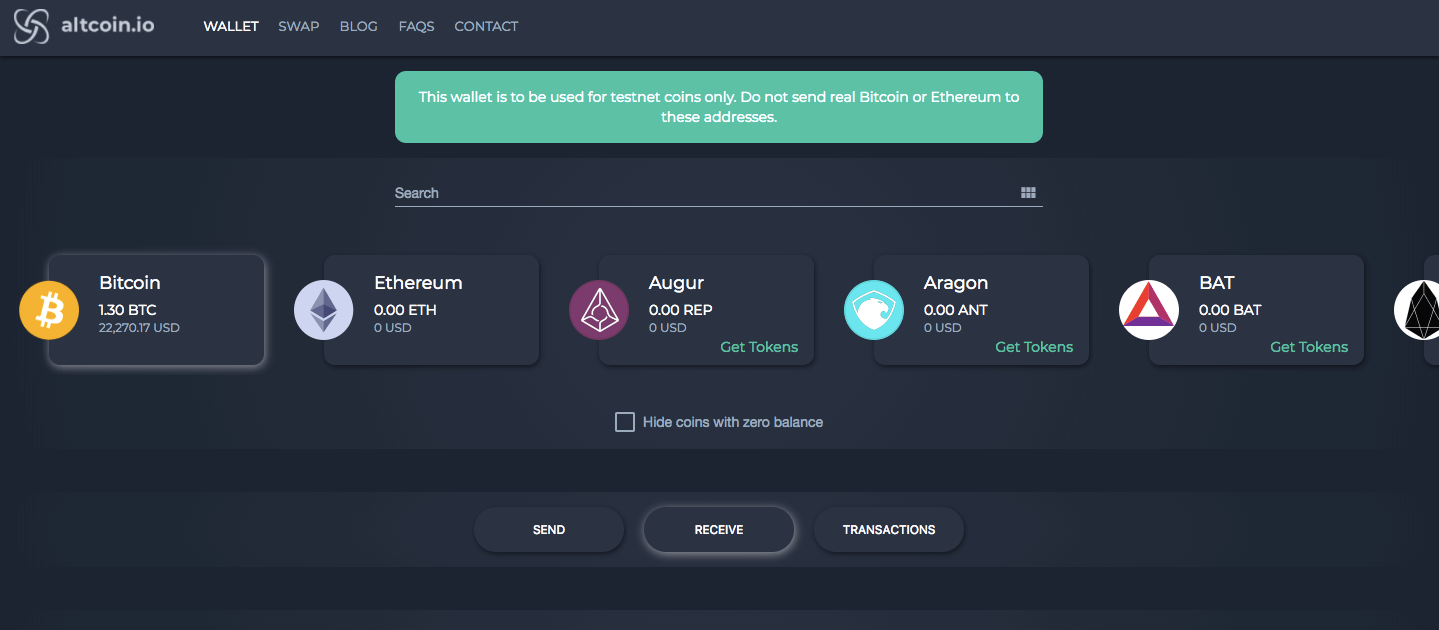 altcoin.io
WALLET
SWAP
BLOG
FAQS
CONTACT
This wallet is to be used for testnet coins only. Do not send real Bitcoin or Ethereum to
these addresses.
Search
Bitcoin
1.30 BTC
22,270.17 USD
Ethereum
0.00 ETH
0 USD
Augur
0.00 REP
0 USD
Get Tokens
Aragon
0.00 ANT
0 USD
Get Tokens
BAT
0.00 BAT
0 USD
Get Tokens
Hide coins with zero balance
SEND
RECEIVE
TRANSACTIONS